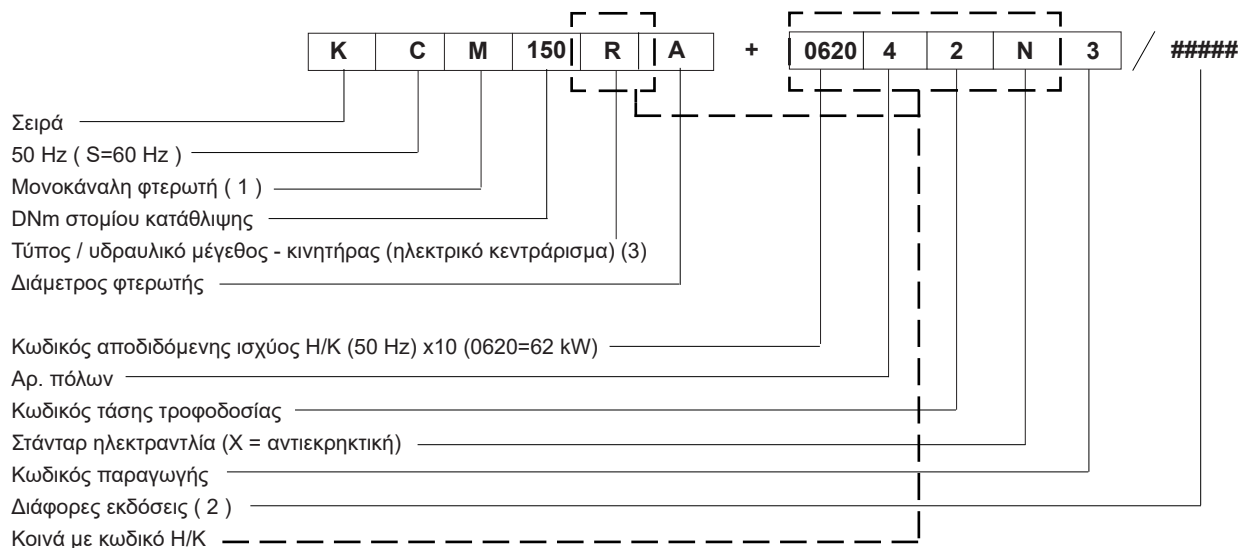 K C M 150 R A + 0620 4 2 N 3 / #####
Σειρά
50 Hz ( S=60 Hz )
Μονοκάναλη φτερωτή ( 1 )
DNm στομίου κατάθλιψης
Τύπος / υδραυλικό μέγεθος - κινητήρας (ηλεκτρικό κεντράρισμα) (3)
Διάμετρος φτερωτής
Κωδικός αποδιδόμενης ισχύος Η/Κ (50 Hz) x10 (0620=62 kW)
Αρ. πόλων
Κωδικός τάσης τροφοδοσίας
Στάνταρ ηλεκτραντλία (X = αντιεκρηκτική)
Κωδικός παραγωγής
Διάφορες εκδόσεις ( 2 )
Κοινά με κωδικό Η/Κ